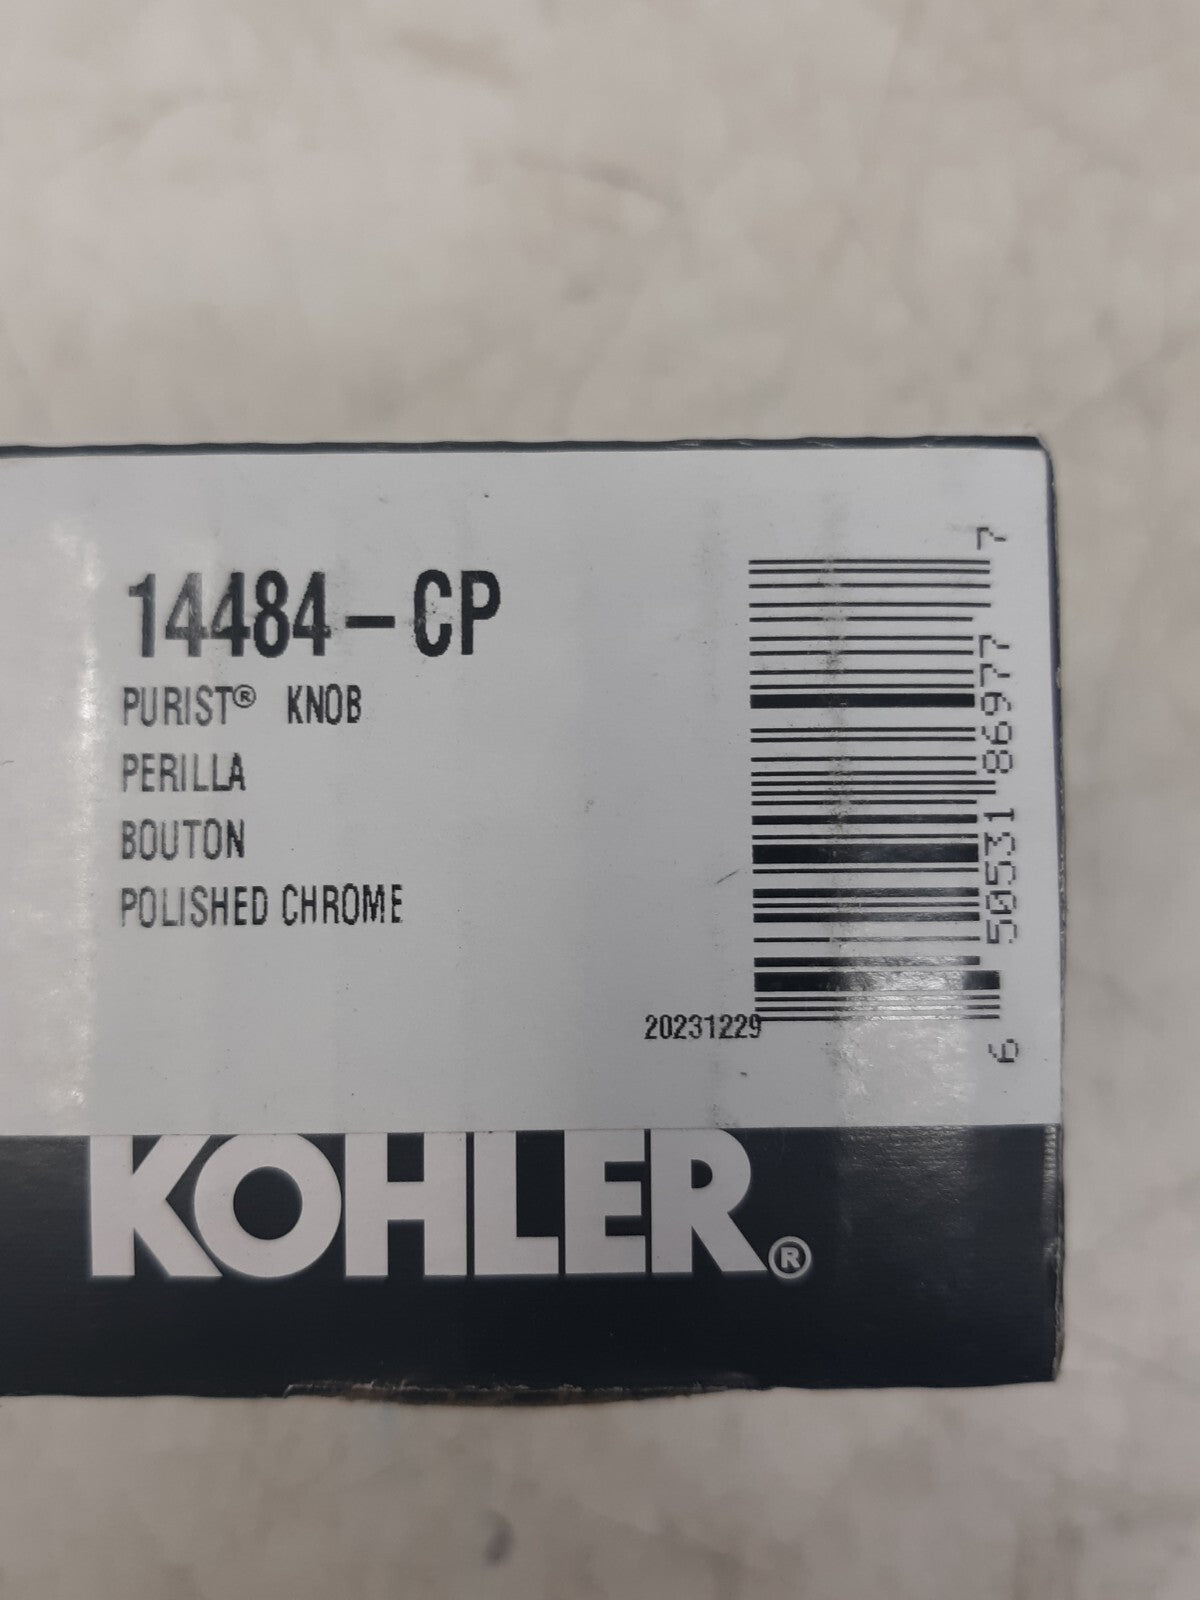 14484-CP
PURIST® KNOB
PERILLA
BOUTON
POLISHED CHROME
20231229
6 50531 86977 7
KOHLER®